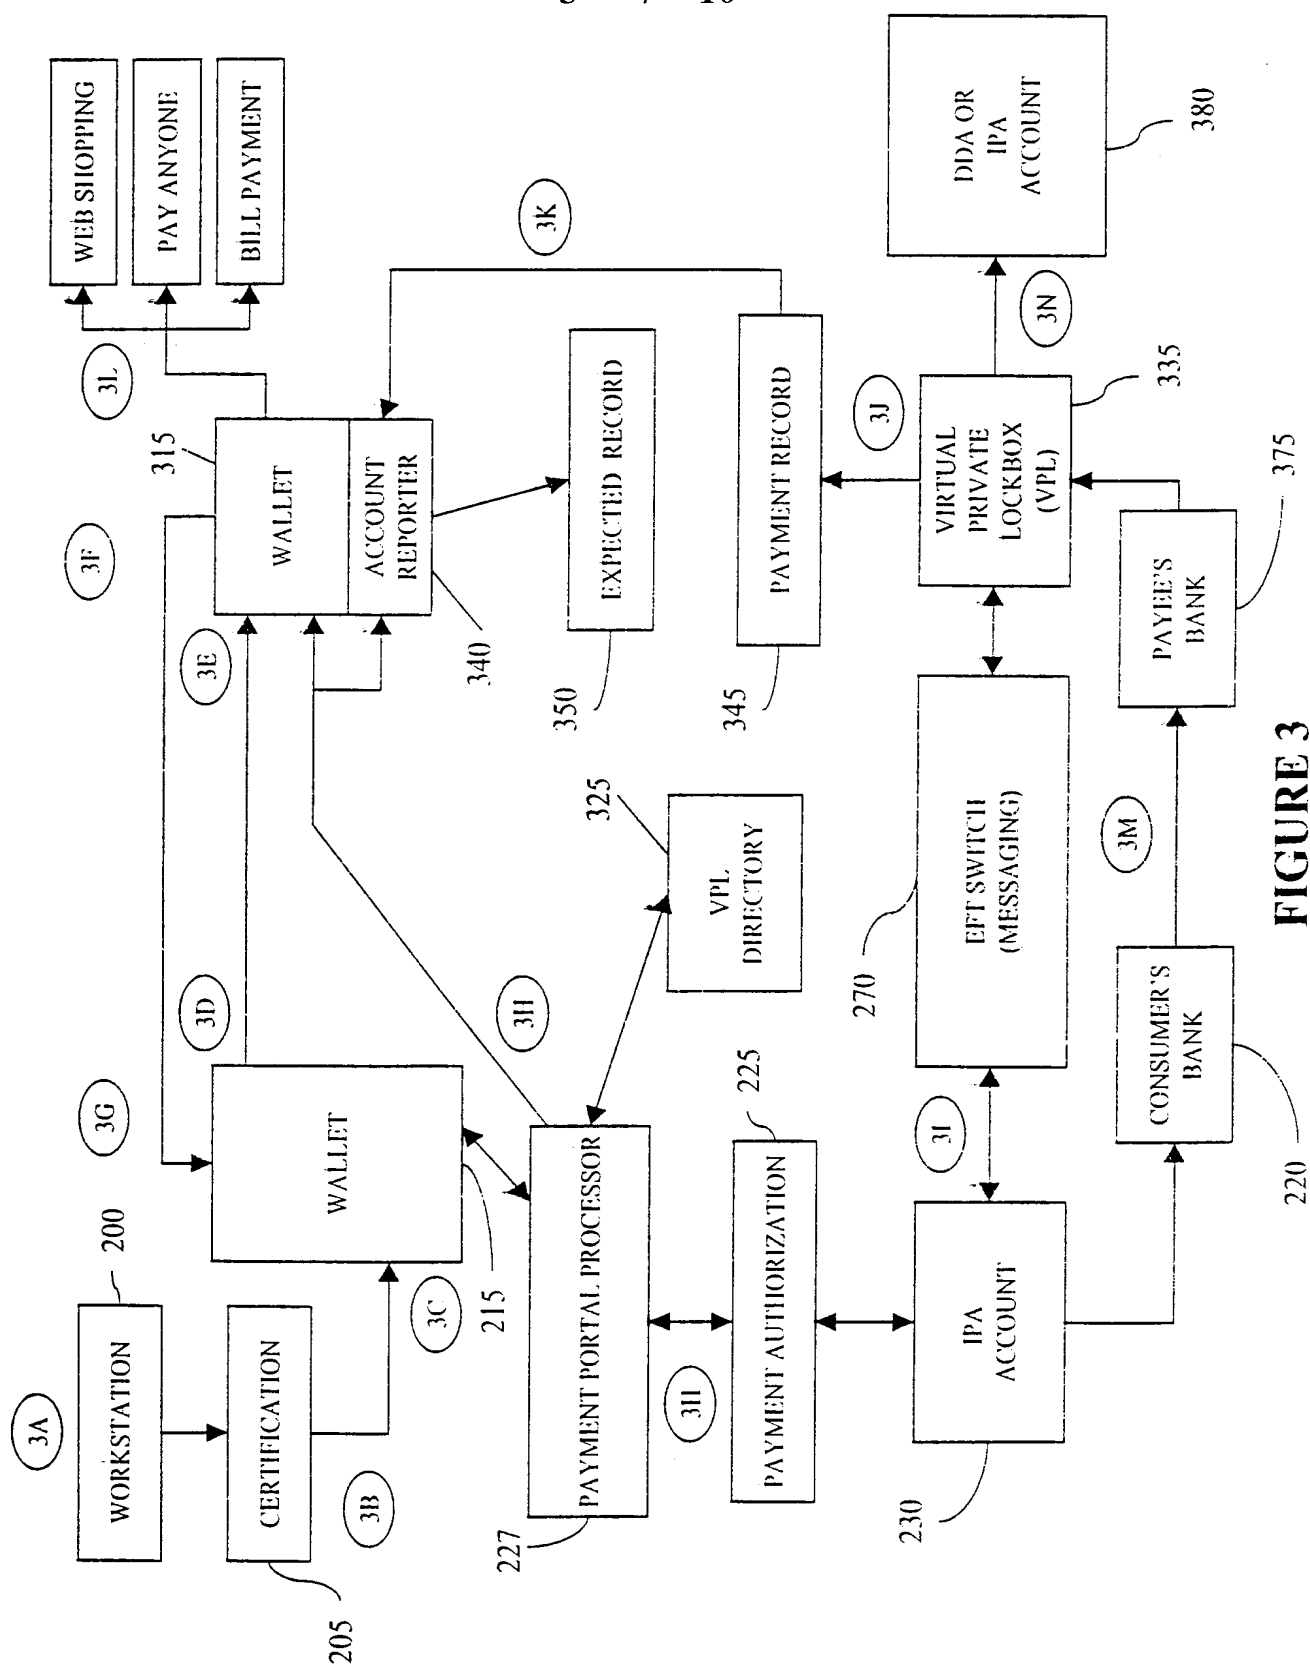 3A
WORKSTATION
200
3G
3F
3L
WEB SHOPPING
PAY ANYONE
BILL PAYMENT
205
CERTIFICATION
3B
3C
WALLET
215
3D
3E
315
WALLET
ACCOUNT
REPORTER
340
3K
227
PAYMENT PORTAL PROCESSOR
3H
325
VPL
DIRECTORY
350
EXPECTED RECORD
3H
PAYMENT AUTHORIZATION
225
345
PAYMENT RECORD
3J
230
IPA
ACCOUNT
3I
270
EFT SWITCH
(MESSAGING)
VIRTUAL
PRIVATE
LOCKBOX
(VPL)
335
3N
DDA OR
IPA
ACCOUNT
380
220
CONSUMER'S
BANK
3M
PAYEE'S
BANK
375
FIGURE 3